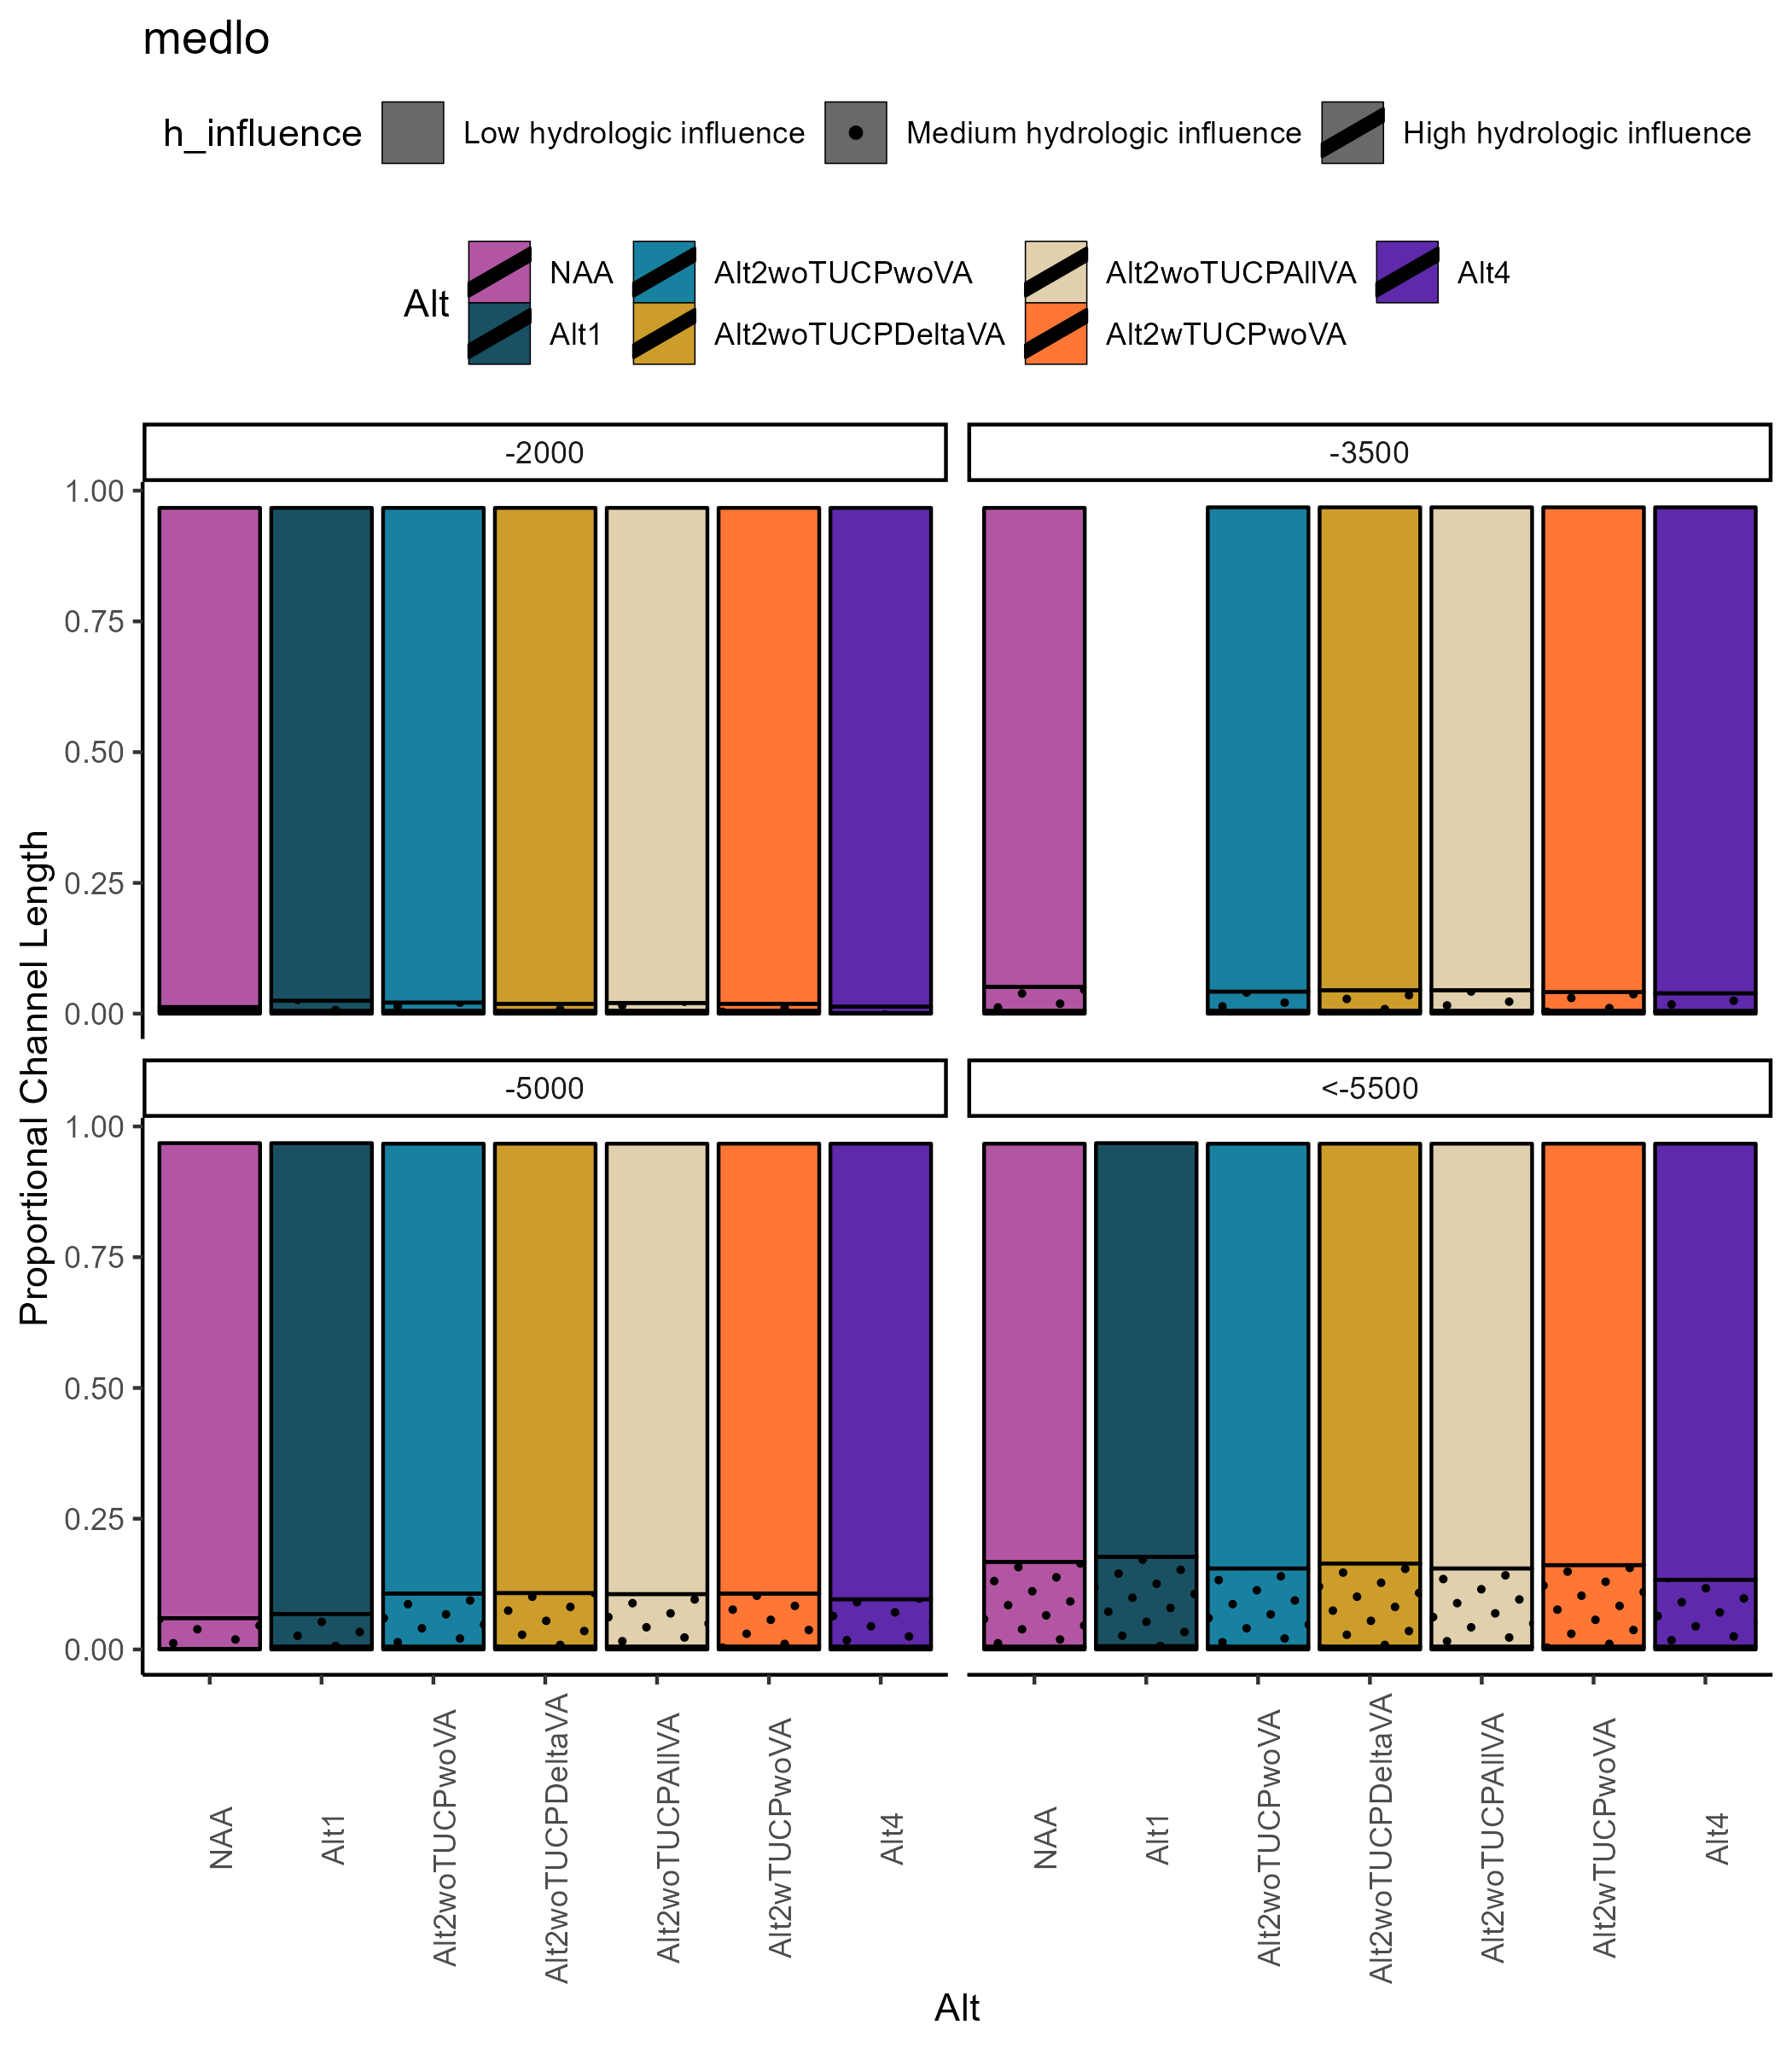 medlo
h_influence Low hydrologic influence Medium hydrologic influence High hydrologic influence
Alt NAA Alt2woTUCPwoVA Alt2woTUCPAllVA Alt4
Alt1 Alt2woTUCPDeltaVA Alt2wTUCPwoVA
-2000 -3500
1.00
0.75
0.50
0.25
0.00
Proportional Channel Length
-5000 <-5500
1.00
0.75
0.50
0.25
0.00
NAA Alt1 Alt2woTUCPwoVA Alt2woTUCPDeltaVA Alt2woTUCPAllVA Alt2wTUCPwoVA Alt4 NAA Alt1 Alt2woTUCPwoVA Alt2woTUCPDeltaVA Alt2woTUCPAllVA Alt2wTUCPwoVA Alt4
Alt